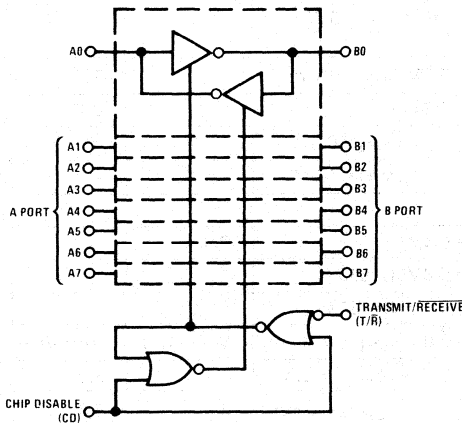 A0 B0
A1 B1
A2 B2
A3 B3
A PORT A4 B4 B PORT
A5 B5
A6 B6
A7 B7
TRANSMIT/R̅E̅C̅E̅I̅V̅E̅
(T/R̅)
CHIP DISABLE
(CD)